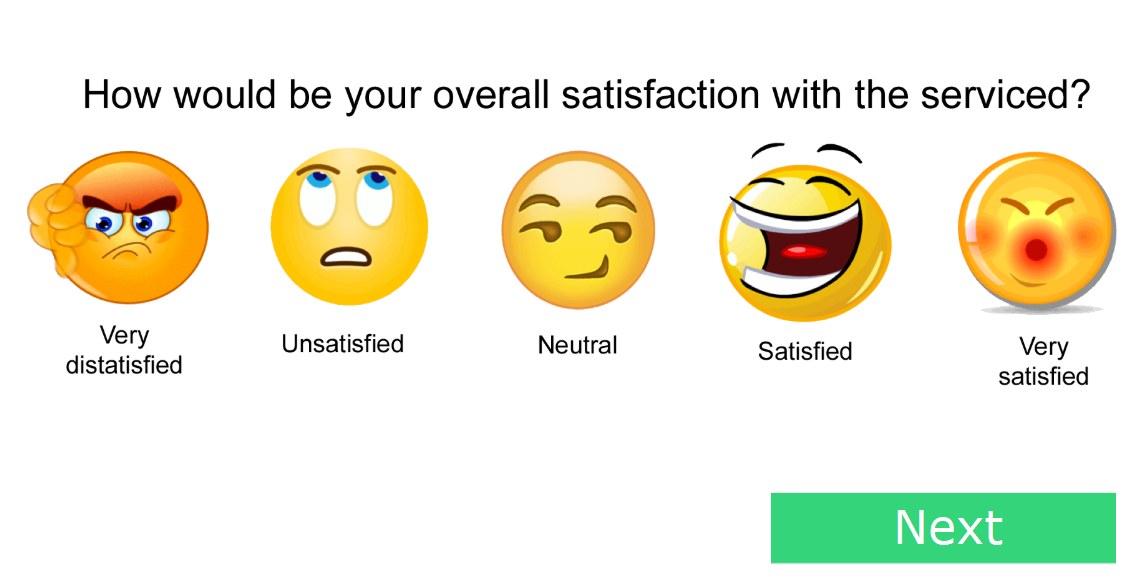 How would be your overall satisfaction with the serviced?
Very
distatisfied
Unsatisfied
Neutral
Satisfied
Very
satisfied
Next